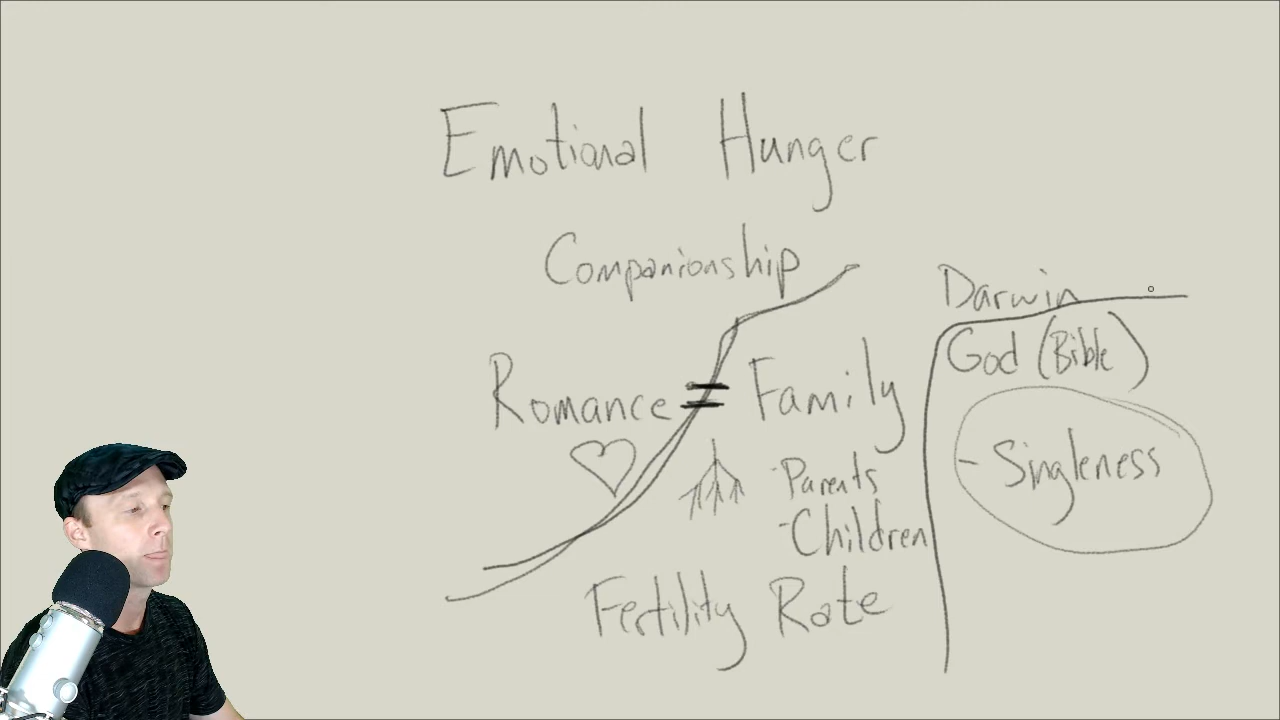 Emotional Hunger
Companionship
Romance = Family
- Parents
- Children
Fertility Rate
Darwin
God (Bible)
- Singleness